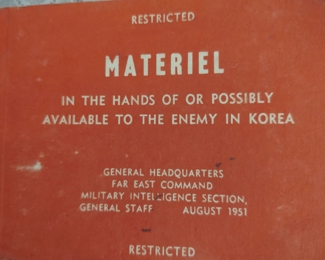 RESTRICTED
MATERIEL
IN THE HANDS OF OR POSSIBLY
AVAILABLE TO THE ENEMY IN KOREA
GENERAL HEADQUARTERS
FAR EAST COMMAND
MILITARY INTELLIGENCE SECTION,
GENERAL STAFF AUGUST 1951
RESTRICTED